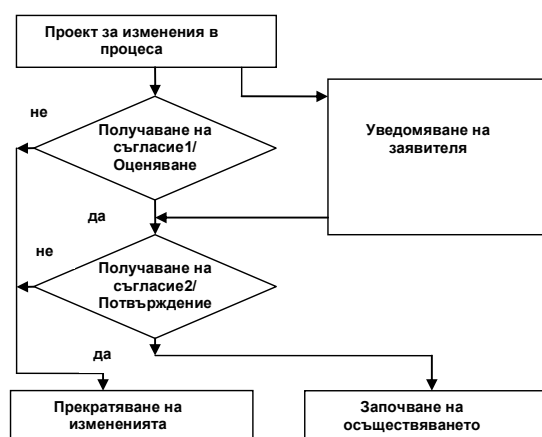 Проект за изменения в
процеса
не
Получаване на
съгласие1/
Оценяване
Уведомяване на
заявителя
да
не
Получаване на
съгласие2/
Потвърждение
да
Прекратяване на
измененията
Започване на
осъществяването